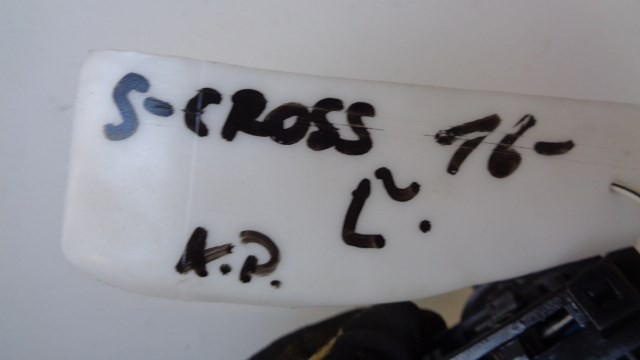 S-CROSS 16-
L~.
A.P.